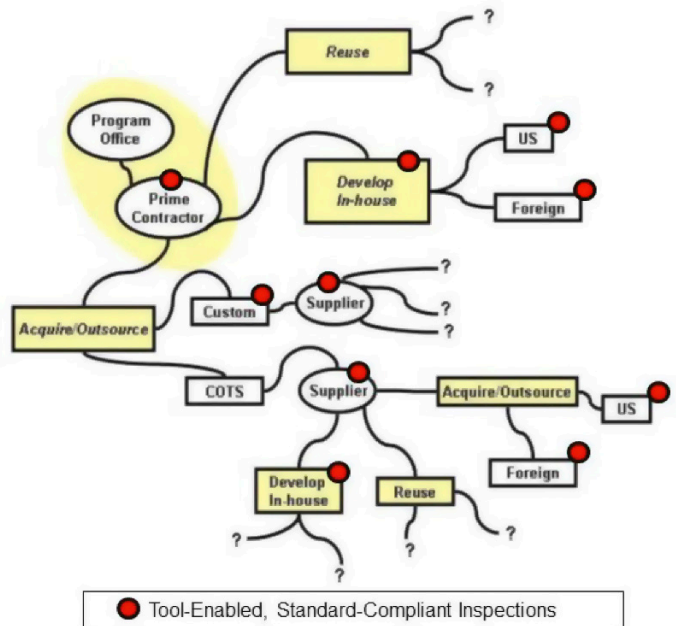 ?
Reuse
?
Program
Office
US
Prime
Contractor
Develop
In-house
Foreign
?
Custom
Supplier
?
?
Acquire/Outsource
COTS
Supplier
Acquire/Outsource
US
Foreign
Develop
In-house
Reuse
?
?
?
?
Tool-Enabled, Standard-Compliant Inspections